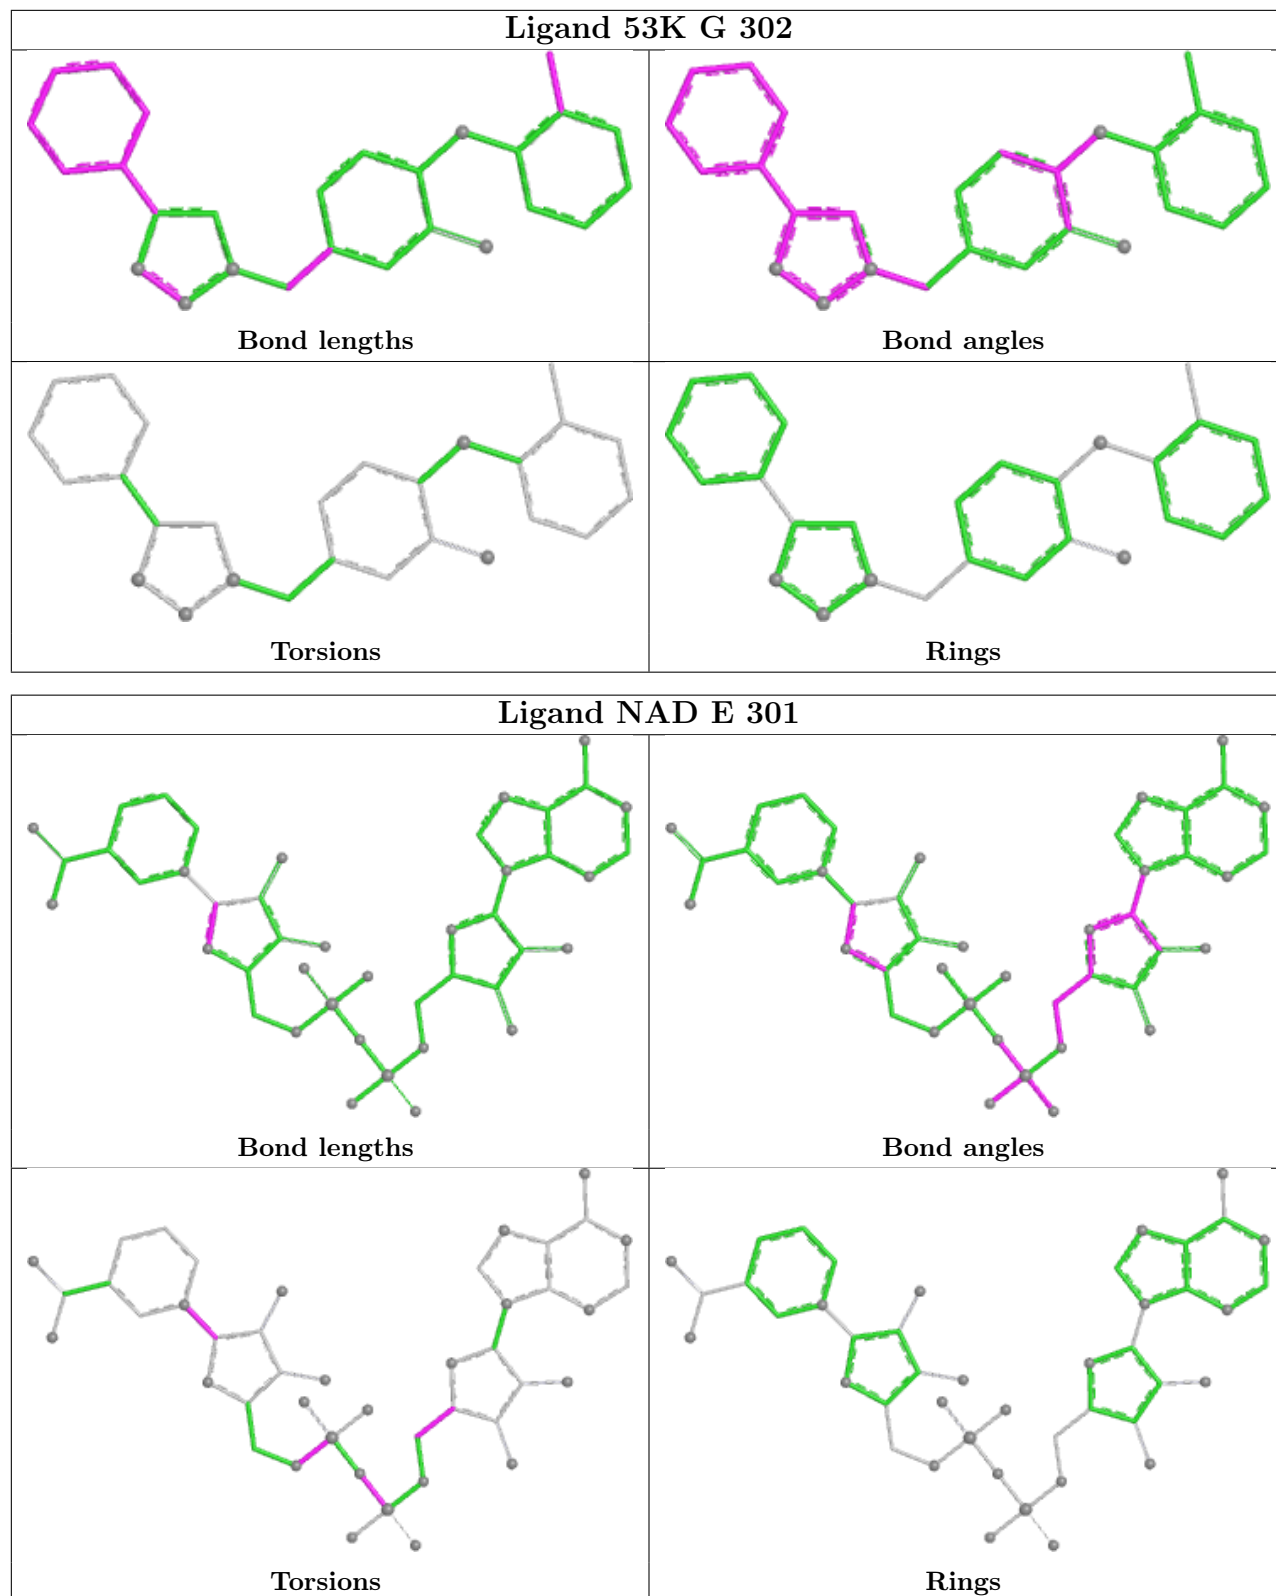 Ligand 53K G 302
Bond lengths
Bond angles
Torsions
Rings
Ligand NAD E 301
Bond lengths
Bond angles
Torsions
Rings